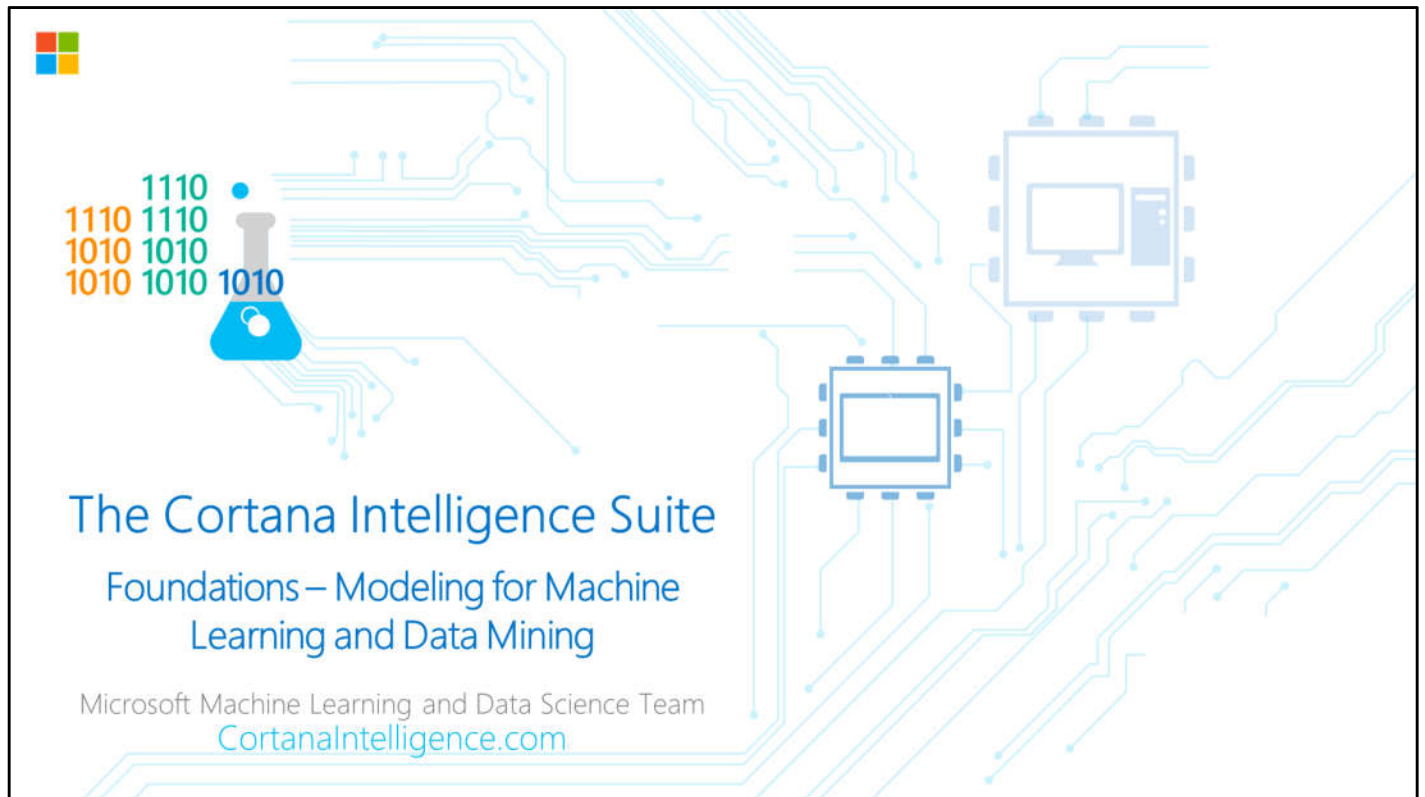 1110
1110 1110
1010 1010
1010 1010 1010
The Cortana Intelligence Suite
Foundations – Modeling for Machine
Learning and Data Mining
Microsoft Machine Learning and Data Science Team
CortanaIntelligence.com